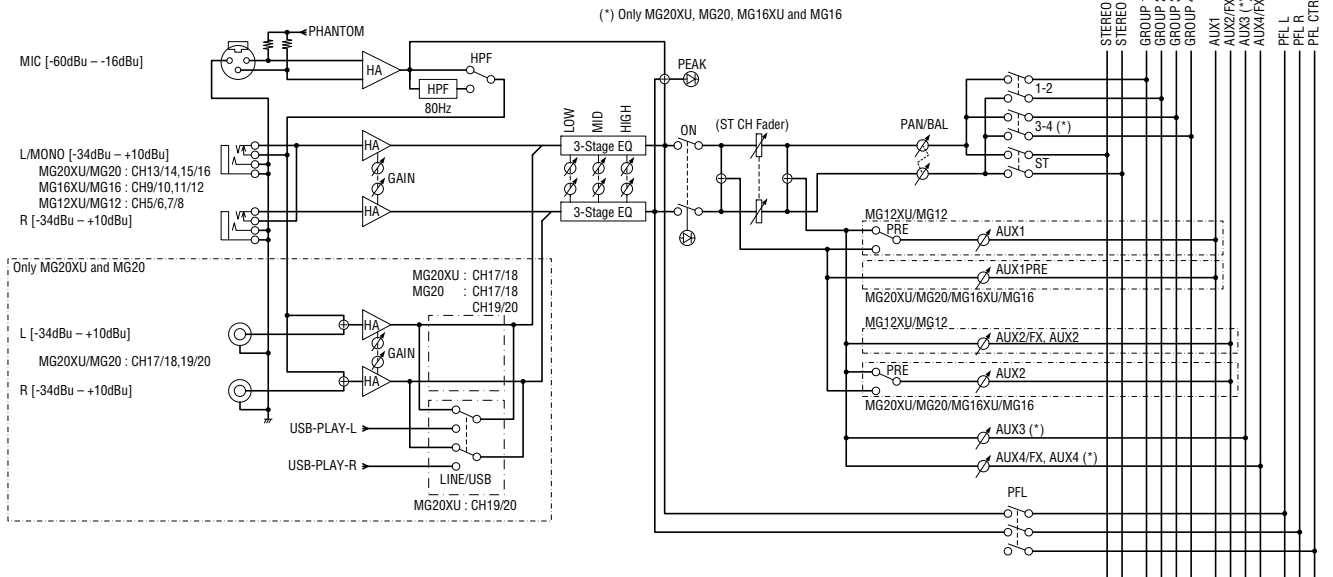 (*) Only MG20XU, MG20, MG16XU and MG16
STEREO
STEREO
GROUP
GROUP
GROUP
GROUP
AUX1
AUX2/FX
AUX3 (*)
AUX4/FX
PFL L
PFL R
PFL CTR
PHANTOM
MIC [-60dBu – -16dBu]
HA
HPF
HPF
80Hz
PEAK
L/MONO [-34dBu – +10dBu]
MG20XU/MG20 : CH13/14,15/16
MG16XU/MG16 : CH9/10,11/12
MG12XU/MG12 : CH5/6,7/8
R [-34dBu – +10dBu]
HA
GAIN
HA
LOW
MID
HIGH
3-Stage EQ
3-Stage EQ
ON
(ST CH Fader)
PAN/BAL
1-2
3-4 (*)
ST
MG12XU/MG12
PRE
AUX1
AUX1PRE
MG20XU/MG20/MG16XU/MG16
MG12XU/MG12
AUX2/FX, AUX2
PRE
AUX2
MG20XU/MG20/MG16XU/MG16
AUX3 (*)
AUX4/FX, AUX4 (*)
PFL
Only MG20XU and MG20
MG20XU : CH17/18
MG20 : CH17/18
CH19/20
L [-34dBu – +10dBu]
HA
GAIN
MG20XU/MG20 : CH17/18,19/20
R [-34dBu – +10dBu]
HA
USB-PLAY-L
USB-PLAY-R
LINE/USB
MG20XU : CH19/20